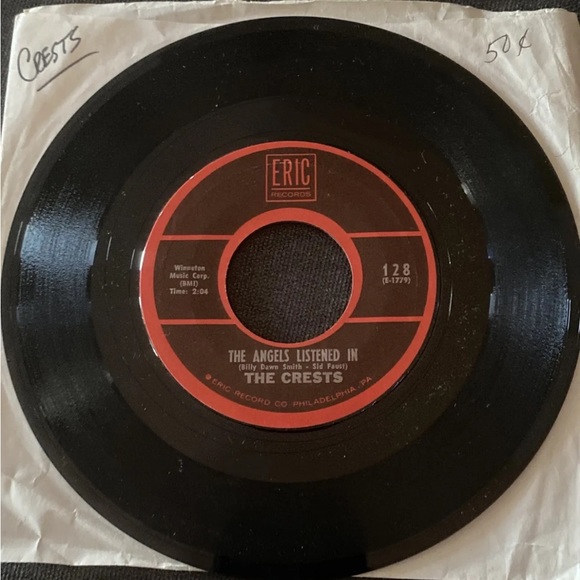 CRESTS
50¢
ERIC
RECORDS
Winneton
Music Corp.
(BMI)
Time: 2:04
128
(E-1779)
THE ANGELS LISTENED IN
(Billy Dawn Smith - Sid Faust)
THE CRESTS
ERIC RECORD CO. PHILADELPHIA, PA.